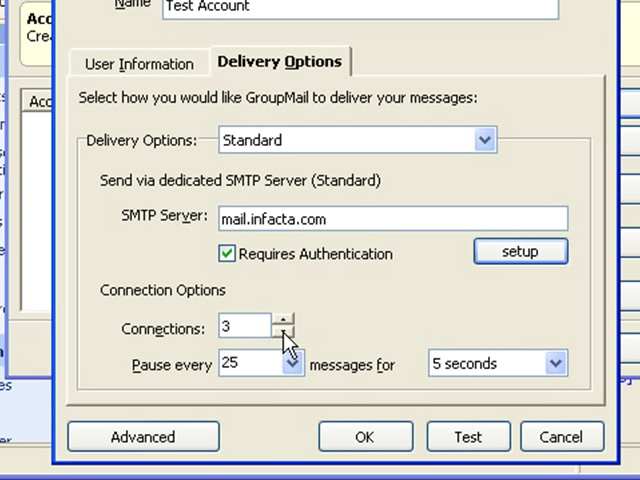 Name Test Account
Acc
Crea
User Information Delivery Options
Acc
Select how you would like GroupMail to deliver your messages:
Delivery Options: Standard
Send via dedicated SMTP Server (Standard)
SMTP Server: mail.infacta.com
Requires Authentication setup
Connection Options
Connections: 3
Pause every 25 messages for 5 seconds
Advanced OK Test Cancel